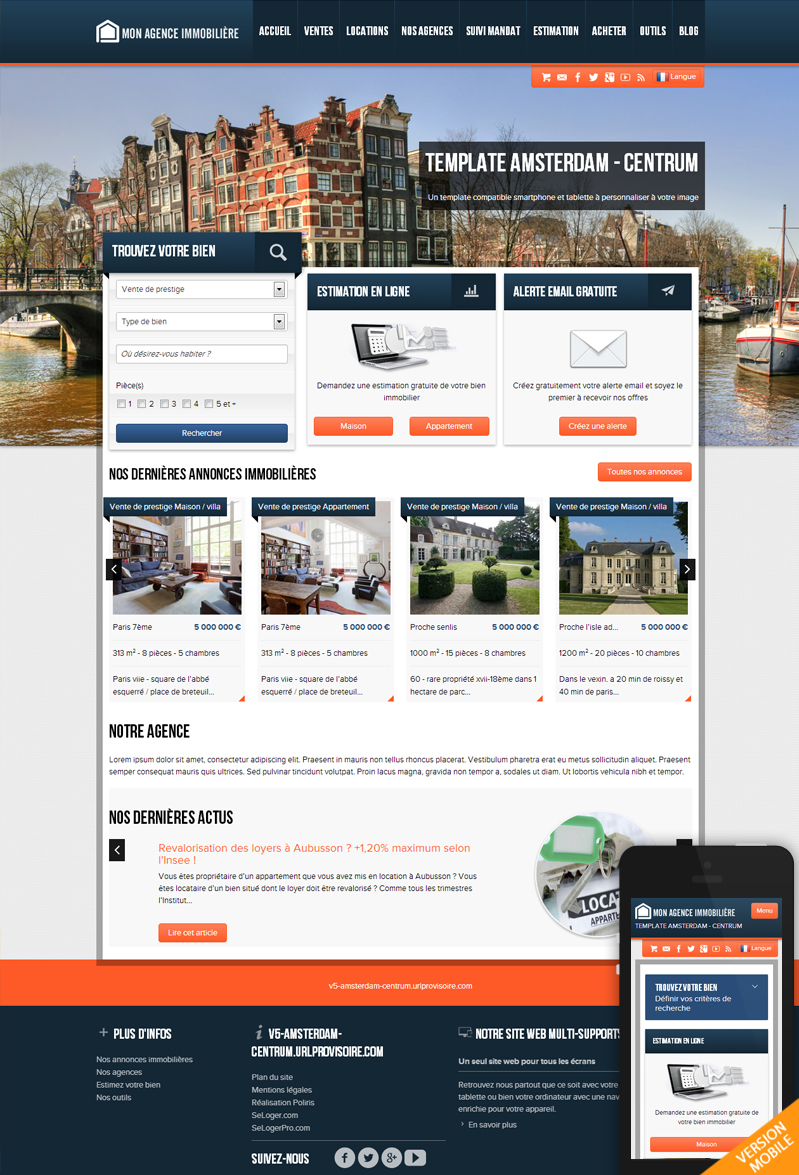 MON AGENCE IMMOBILIÈRE
ACCUEIL VENTES LOCATIONS NOS AGENCES SUIVI MANDAT ESTIMATION ACHETER OUTILS BLOG
Langue
TEMPLATE AMSTERDAM - CENTRUM
Un template compatible smartphone et tablette à personnaliser à votre image
TROUVEZ VOTRE BIEN
Vente de prestige
Type de bien
Où désirez-vous habiter ?
Pièce(s)
1 2 3 4 5 et +
Rechercher
ESTIMATION EN LIGNE
Demandez une estimation gratuite de votre bien
immobilier
Maison Appartement
ALERTE EMAIL GRATUITE
Créez gratuitement votre alerte email et soyez le
premier à recevoir nos offres
Créez une alerte
NOS DERNIÈRES ANNONCES IMMOBILIÈRES
Toutes nos annonces
Vente de prestige Maison / villa
Paris 7ème 5 000 000 €
313 m² - 8 pièces - 5 chambres
Paris viie - square de l'abbé
esquerré / place de breteuil...
Vente de prestige Appartement
Paris 7ème 5 000 000 €
313 m² - 8 pièces - 5 chambres
Paris viie - square de l'abbé
esquerré / place de breteuil...
Vente de prestige Maison / villa
Proche senlis 5 000 000 €
1000 m² - 15 pièces - 8 chambres
60 - rare propriété xvii-18ème dans 1
hectare de parc...
Vente de prestige Maison / villa
Proche l'isle ad... 5 000 000 €
1200 m² - 20 pièces - 10 chambres
Dans le vexin. a 20 min de roissy et
40 min de paris...
NOTRE AGENCE
Lorem ipsum dolor sit amet, consectetur adipiscing elit. Praesent in mauris non tellus rhoncus placerat. Vestibulum pharetra erat eu metus sollicitudin aliquet. Praesent
semper consequat mauris quis ultrices. Sed pulvinar tincidunt volutpat. Proin lacus magna, gravida non tempor a, sodales ut diam. Ut lobortis vehicula nibh et tempor.
NOS DERNIÈRES ACTUS
Revalorisation des loyers à Aubusson ? +1,20% maximum selon
l'Insee !
Vous êtes propriétaire d'un appartement que vous avez mis en location à Aubusson ? Vous
êtes locataire d'un bien situé dont le loyer doit être revalorisé ? Comme tous les trimestres
l'Institut...
Lire cet article
LOCA
APPARTE
v5-amsterdam-centrum.urlprovisoire.com
PLUS D'INFOS
Nos annonces immobilières
Nos agences
Estimez votre bien
Nos outils
V5-AMSTERDAM-
CENTRUM.URLPROVISOIRE.COM
Plan du site
Mentions légales
Réalisation Poliris
SeLoger.com
SeLogerPro.com
SUIVEZ-NOUS
NOTRE SITE WEB MULTI-SUPPORTS
Un seul site web pour tous les écrans
Retrouvez nous partout que ce soit avec votre
tablette ou bien votre ordinateur avec une nav
enrichie pour votre appareil.
En savoir plus
MON AGENCE IMMOBILIÈRE
Menu
TEMPLATE AMSTERDAM - CENTRUM
Langue
TROUVEZ VOTRE BIEN
Définir vos critères de
recherche
ESTIMATION EN LIGNE
Demandez une estimation gratuite de
votre bien immobilier
Maison
VERSION
MOBILE